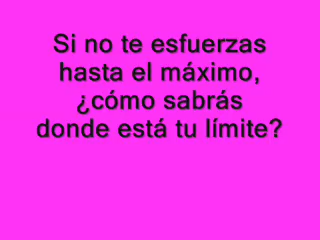 Si no te esfuerzas
hasta el máximo,
¿cómo sabrás
donde está tu límite?